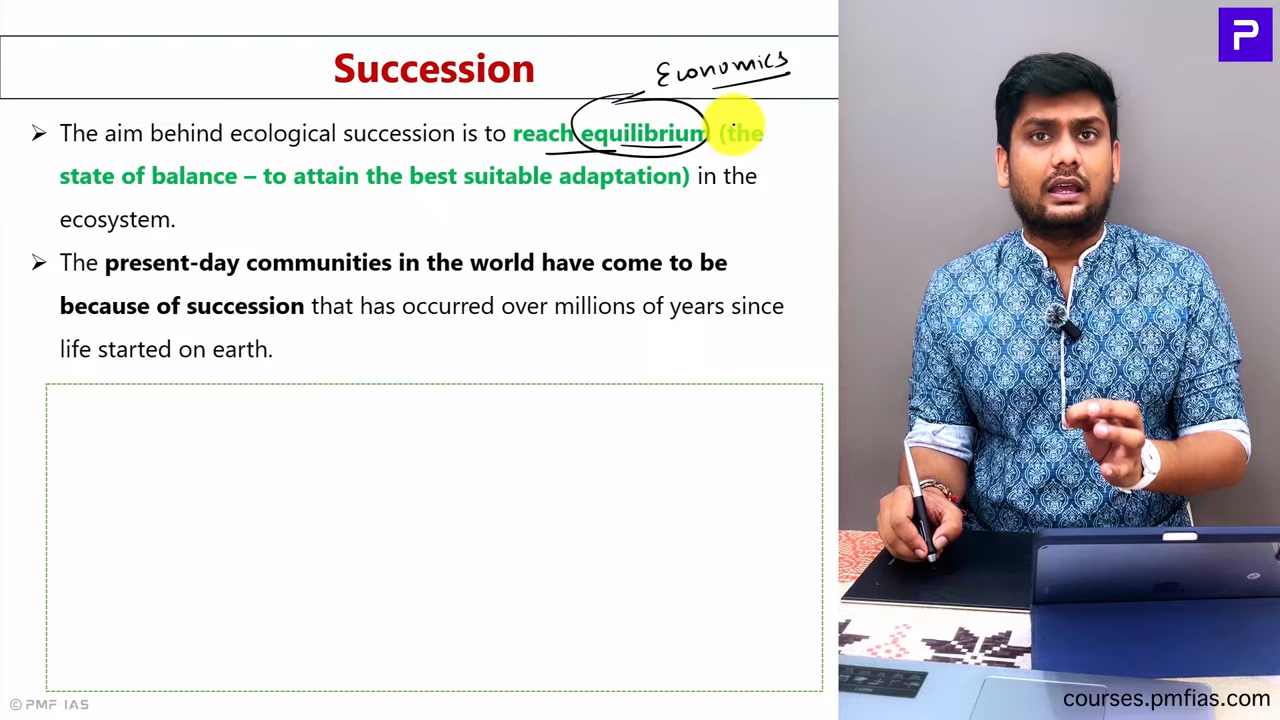 P
Succession
Economics
➤ The aim behind ecological succession is to reach equilibrium (the
state of balance – to attain the best suitable adaptation) in the
ecosystem.
➤ The present-day communities in the world have come to be
because of succession that has occurred over millions of years since
life started on earth.
© PMF IAS
courses.pmfias.com